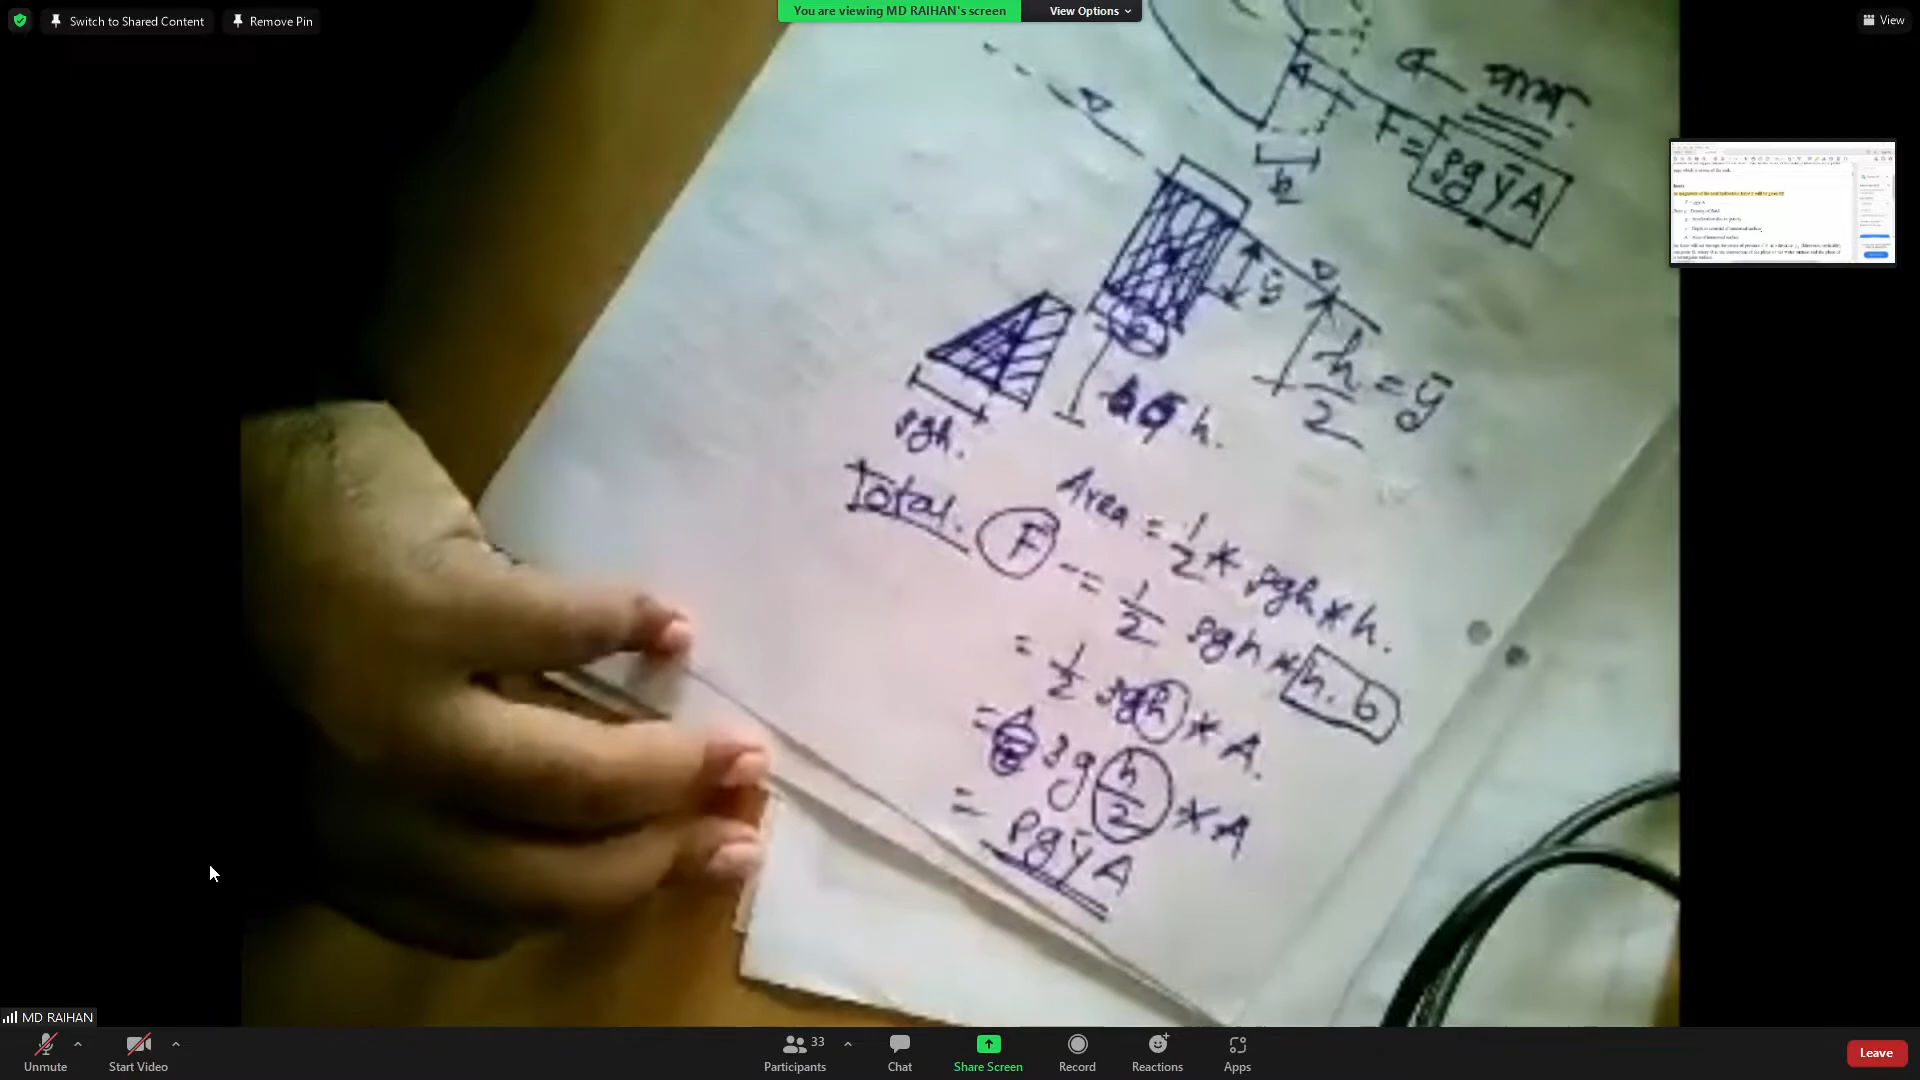 Switch to Shared Content
Remove Pin
You are viewing MD RAIHAN's screen
View Options
View
F =
ρgȳA
b
ȳ
h/2 = ȳ
h.
ρgh.
Area = 1/2 * ρgh * h.
Total. F = 1/2 ρgh * h. b
= 1/2 ρgh * A.
= ρg h/2 * A
= ρgȳA
MD RAIHAN
Unmute
Start Video
Participants
33
Chat
Share Screen
Record
Reactions
Apps
Leave